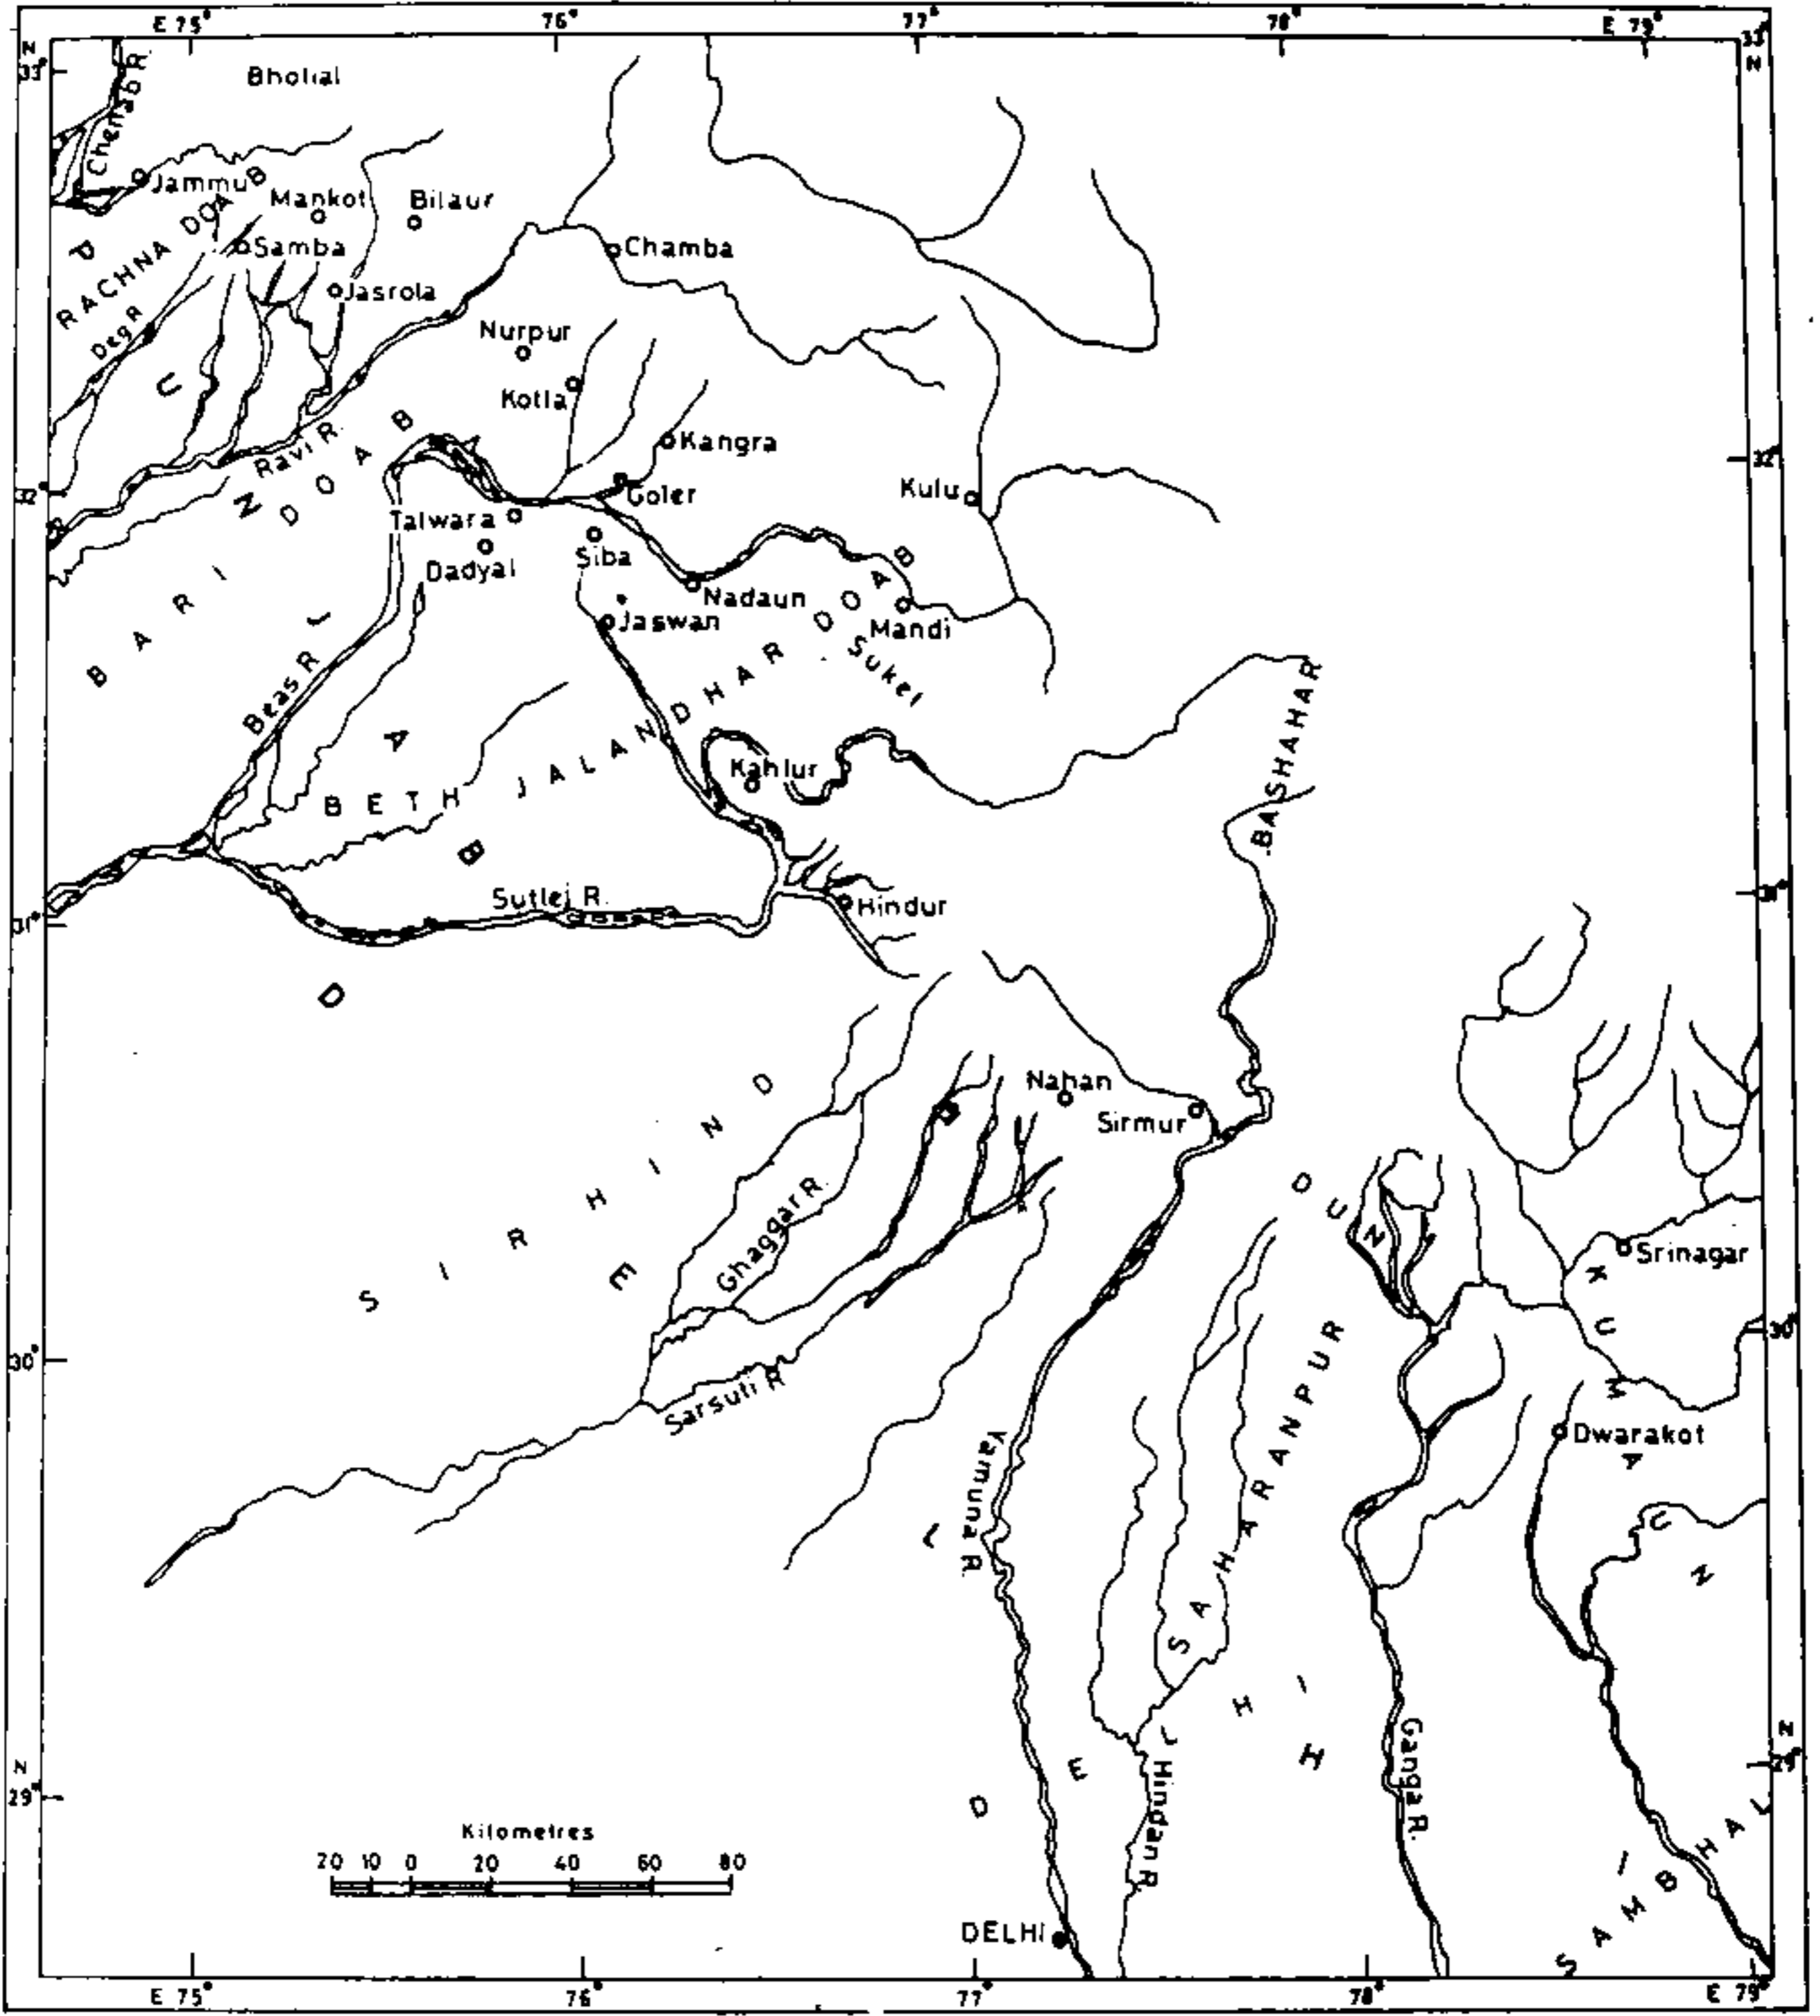 E 75° 76° 77° 78° E 79°
N 33° 33° N
Bhotial
Chenab R
Jammu
Mankot
Bilaur
RACHNA DOAB
Samba
Chamba
Jasrola
Deg R
Nurpur
Kotla
Ravi R.
Kangra
32° 32°
Goler
Kulu
Talwara
Siba
Dadyal
Nadaun
Mandi
Jaswan
Suket
BARI DOAB
Beas R
BETH JALANDHAR DOAB
Kahlur
BASHAHAR
PUNJAB
31° 31°
Sutlej R.
Hindur
Nahan
Sirmur
SIRHIND
DUN
Ghaggar R.
Srinagar
30° 30°
Sarsuti R
KUMAUN
Dwarakot
Yamuna R.
SAHARANPUR
DELHI
DELHI
Hindan R
Ganga R.
SAMBHAL
N 29° N 29°
Kilometres
20 10 0 20 40 60 80
DELHI
E 75° 76° 77° 78° E 79°